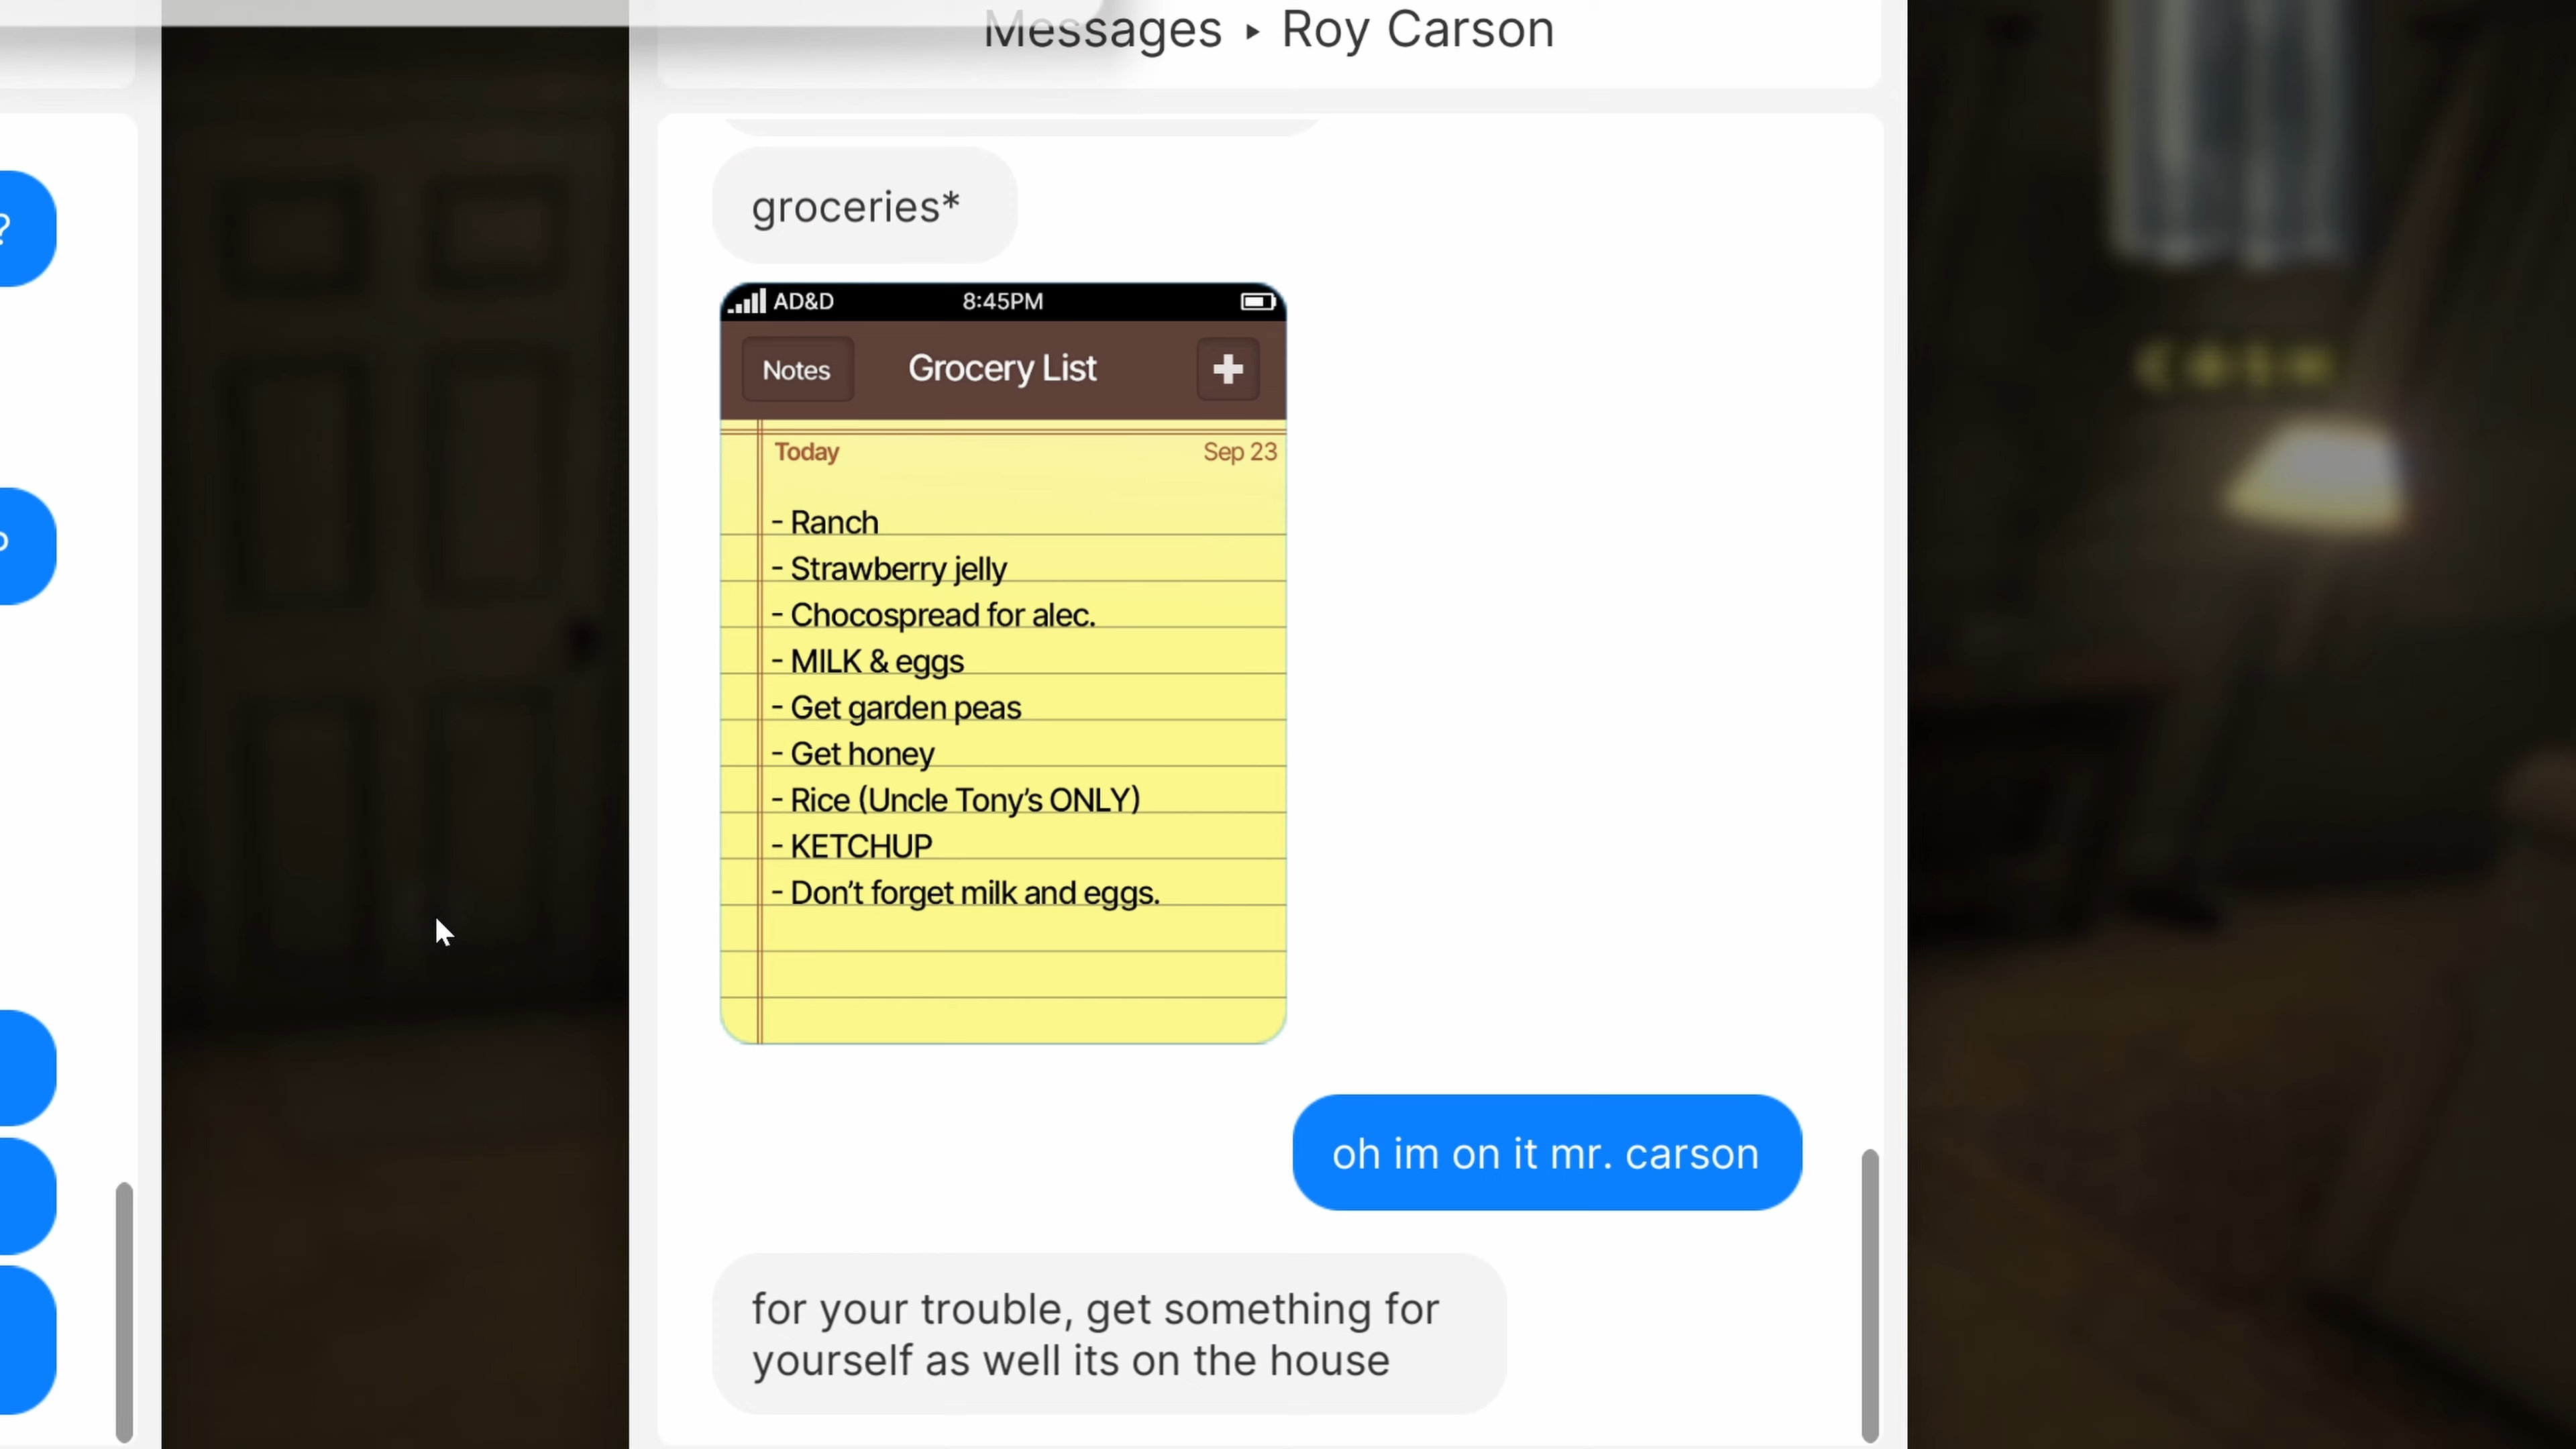 Messages ▸ Roy Carson
?
groceries*
AD&D 8:45PM
Notes Grocery List +
Today Sep 23
- Ranch
- Strawberry jelly
- Chocospread for alec.
- MILK & eggs
- Get garden peas
- Get honey
- Rice (Uncle Tony's ONLY)
- KETCHUP
- Don't forget milk and eggs.
oh im on it mr. carson
for your trouble, get something for
yourself as well its on the house